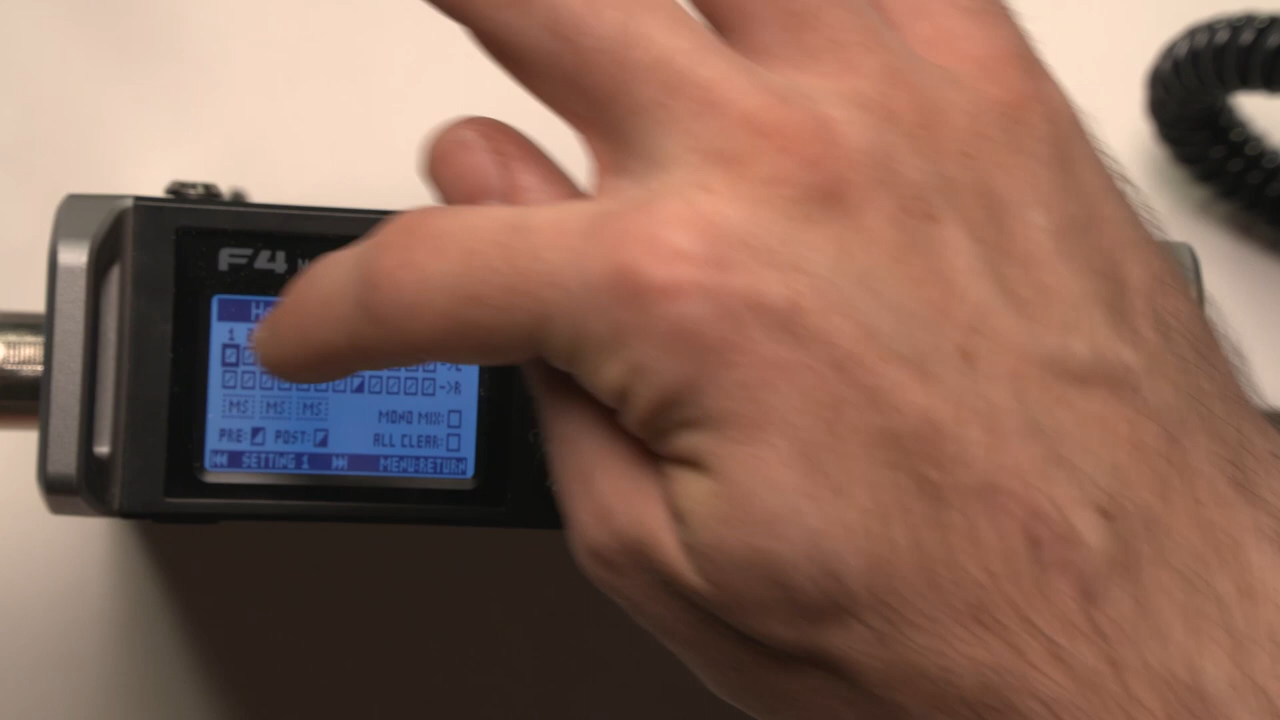 F4
1
->L
->R
MS MS MS
MONO MIX:
PRE: POST: ALL CLEAR:
SETTING 1 MENU:RETURN